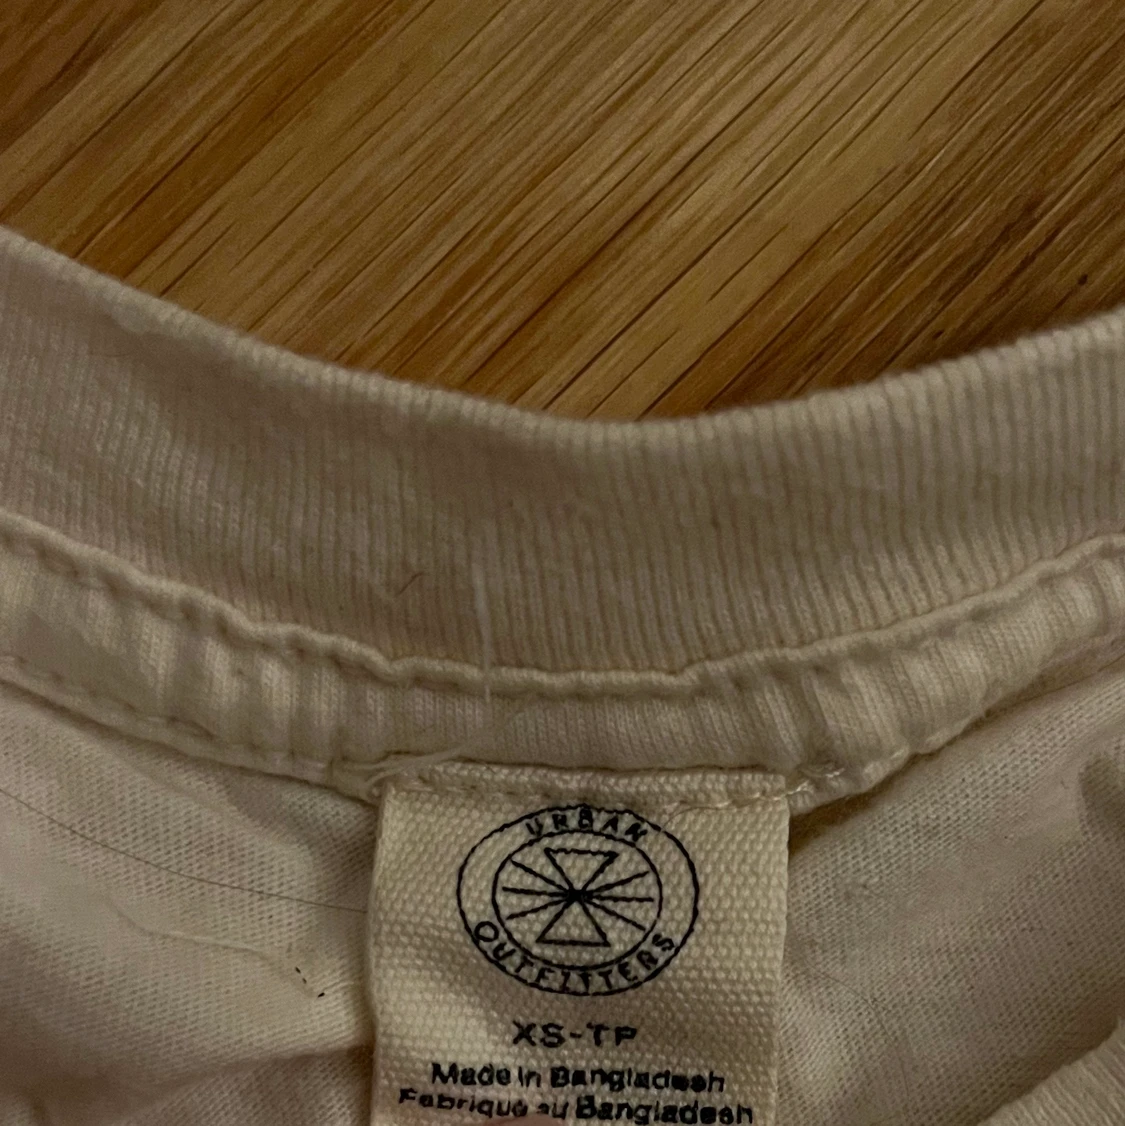 URBAN
OUTFITTERS
XS-TP
Made in Bangladesh
Fabriqué au Bangladesh